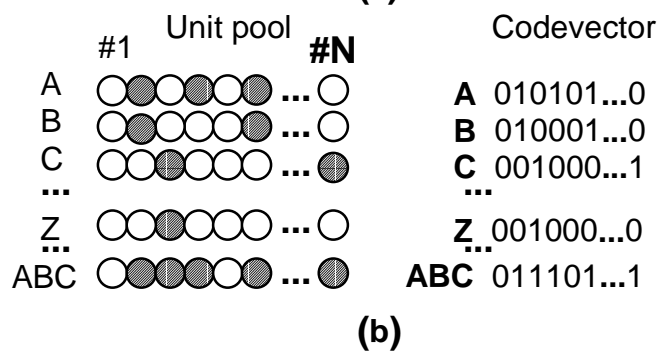 Unit pool Codevector
#1 #N
A ... A 010101...0
B ... B 010001...0
C ... C 001000...1
... ...
Z ... Z 001000...0
... ...
ABC ... ABC 011101...1
(b)